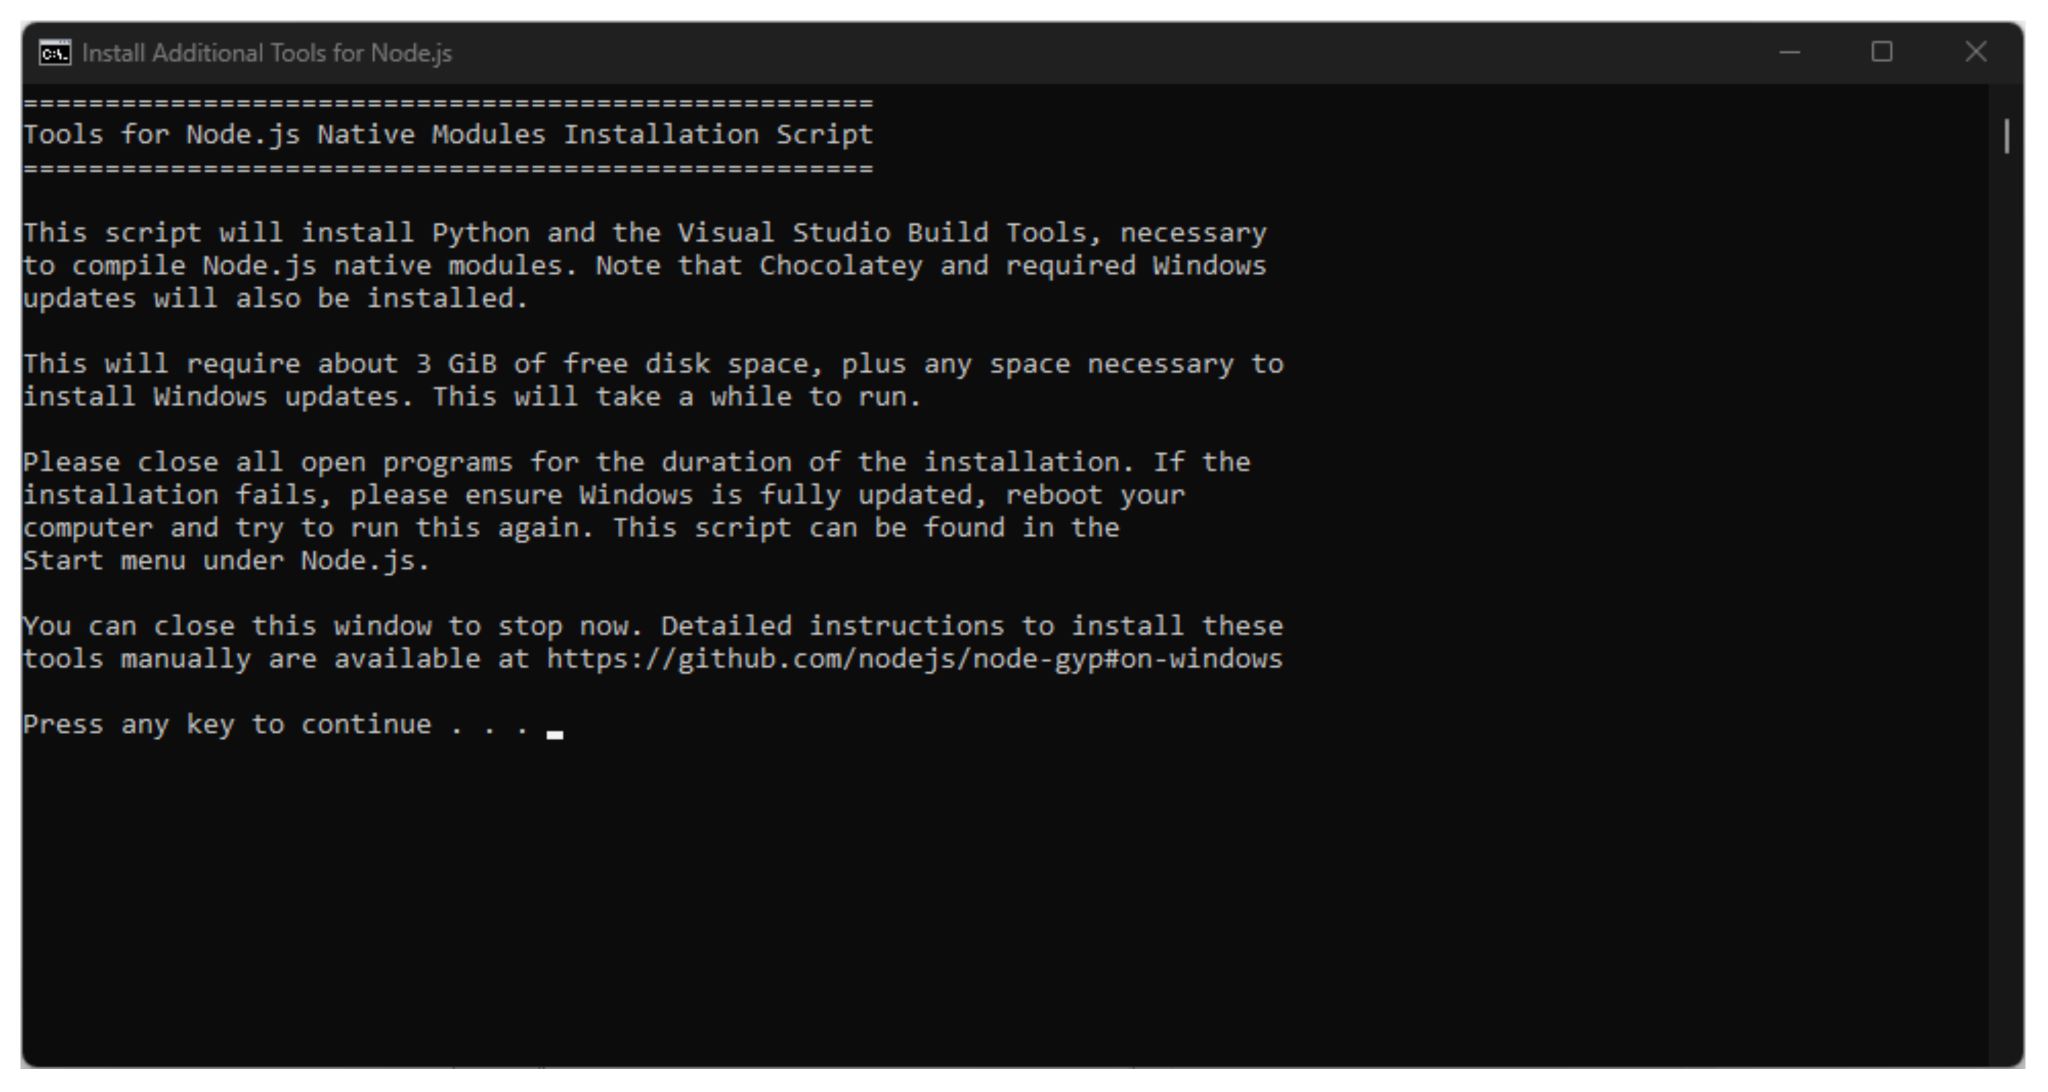 Install Additional Tools for Node.js
====================================================
Tools for Node.js Native Modules Installation Script
====================================================
This script will install Python and the Visual Studio Build Tools, necessary
to compile Node.js native modules. Note that Chocolatey and required Windows
updates will also be installed.
This will require about 3 GiB of free disk space, plus any space necessary to
install Windows updates. This will take a while to run.
Please close all open programs for the duration of the installation. If the
installation fails, please ensure Windows is fully updated, reboot your
computer and try to run this again. This script can be found in the
Start menu under Node.js.
You can close this window to stop now. Detailed instructions to install these
tools manually are available at https://github.com/nodejs/node-gyp#on-windows
Press any key to continue . . .